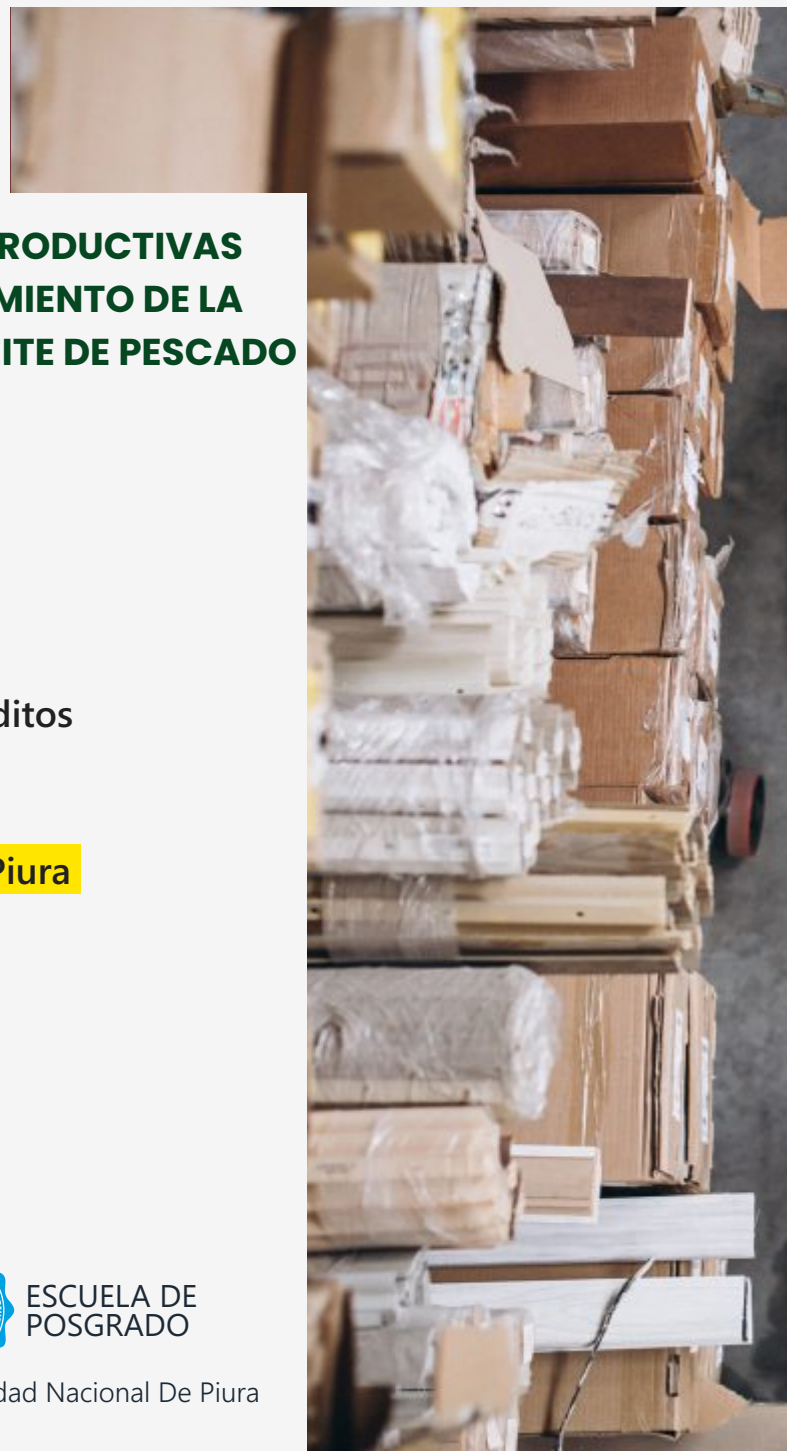 RODUCTIVAS
MIENTO DE LA
ITE DE PESCADO
ditos
Piura
ESCUELA DE
POSGRADO
dad Nacional De Piura